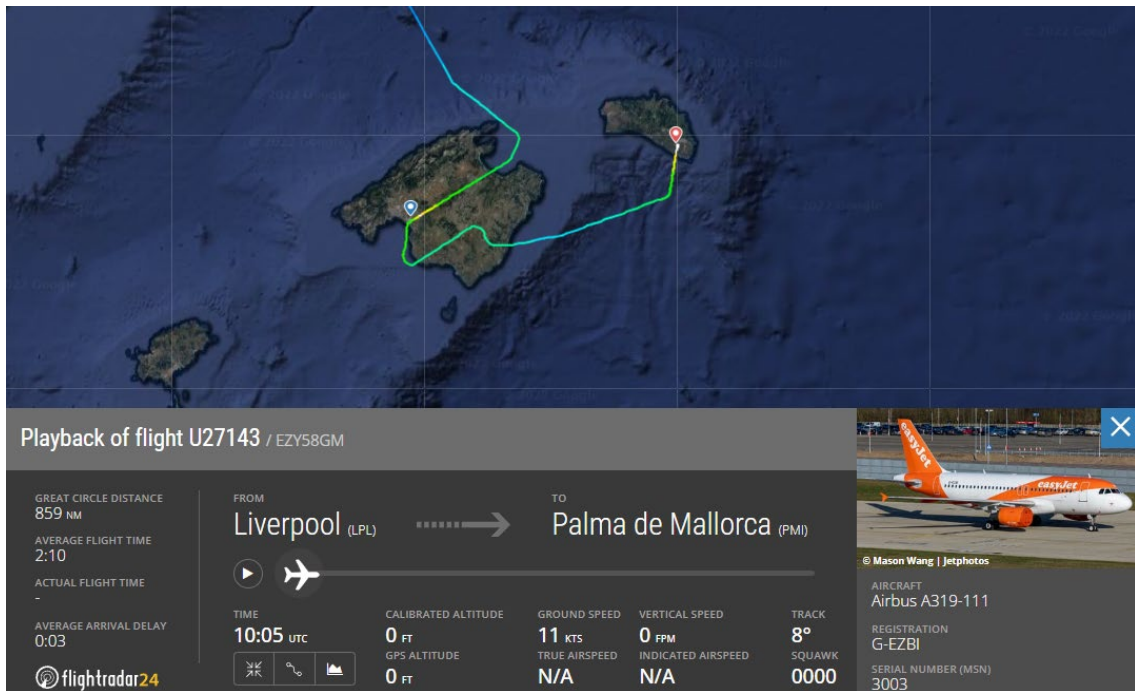 Playback of flight U27143 / EZY58GM
GREAT CIRCLE DISTANCE
859 NM
AVERAGE FLIGHT TIME
2:10
ACTUAL FLIGHT TIME
-
AVERAGE ARRIVAL DELAY
0:03
flightradar24
FROM
Liverpool (LPL)
TO
Palma de Mallorca (PMI)
TIME
10:05 UTC
CALIBRATED ALTITUDE
0 FT
GPS ALTITUDE
0 FT
GROUND SPEED
11 KTS
TRUE AIRSPEED
N/A
VERTICAL SPEED
0 FPM
INDICATED AIRSPEED
N/A
TRACK
8°
SQUAWK
0000
easyJet
easyJet
© Mason Wang | Jetphotos
AIRCRAFT
Airbus A319-111
REGISTRATION
G-EZBI
SERIAL NUMBER (MSN)
3003